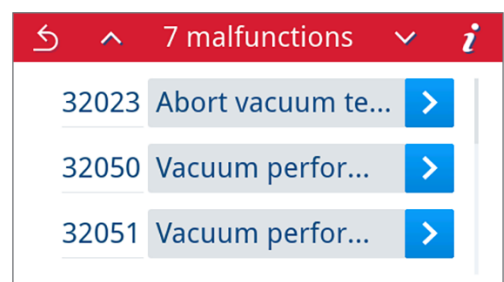 7 malfunctions i
32023 Abort vacuum te...
32050 Vacuum perfor...
32051 Vacuum perfor...